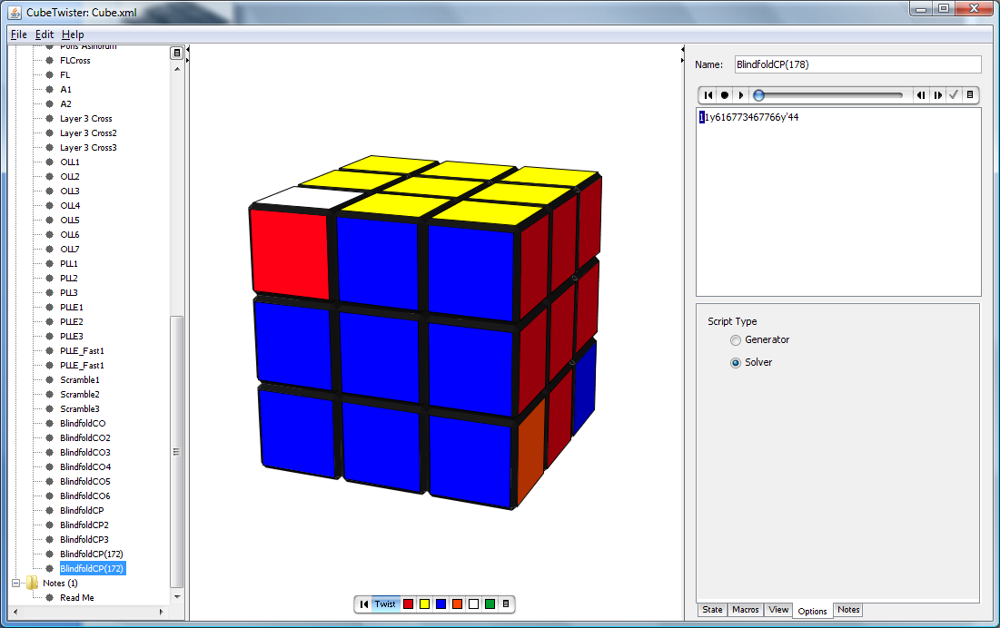 CubeTwister: Cube.xml
File Edit Help
Pons Asinorum
FLCross
FL
A1
A2
Layer 3 Cross
Layer 3 Cross2
Layer 3 Cross3
OLL1
OLL2
OLL3
OLL4
OLL5
OLL6
OLL7
PLL1
PLL2
PLL3
PLLE1
PLLE2
PLLE3
PLLE_Fast1
PLLE_Fast1
Scramble1
Scramble2
Scramble3
BlindfoldCO
BlindfoldCO2
BlindfoldCO3
BlindfoldCO4
BlindfoldCO5
BlindfoldCO6
BlindfoldCP
BlindfoldCP2
BlindfoldCP3
BlindfoldCP(172)
BlindfoldCP(172)
Notes (1)
Read Me
Twist
Name: BlindfoldCP(178)
11y616773467766y'44
Script Type
Generator
Solver
State Macros View Options Notes